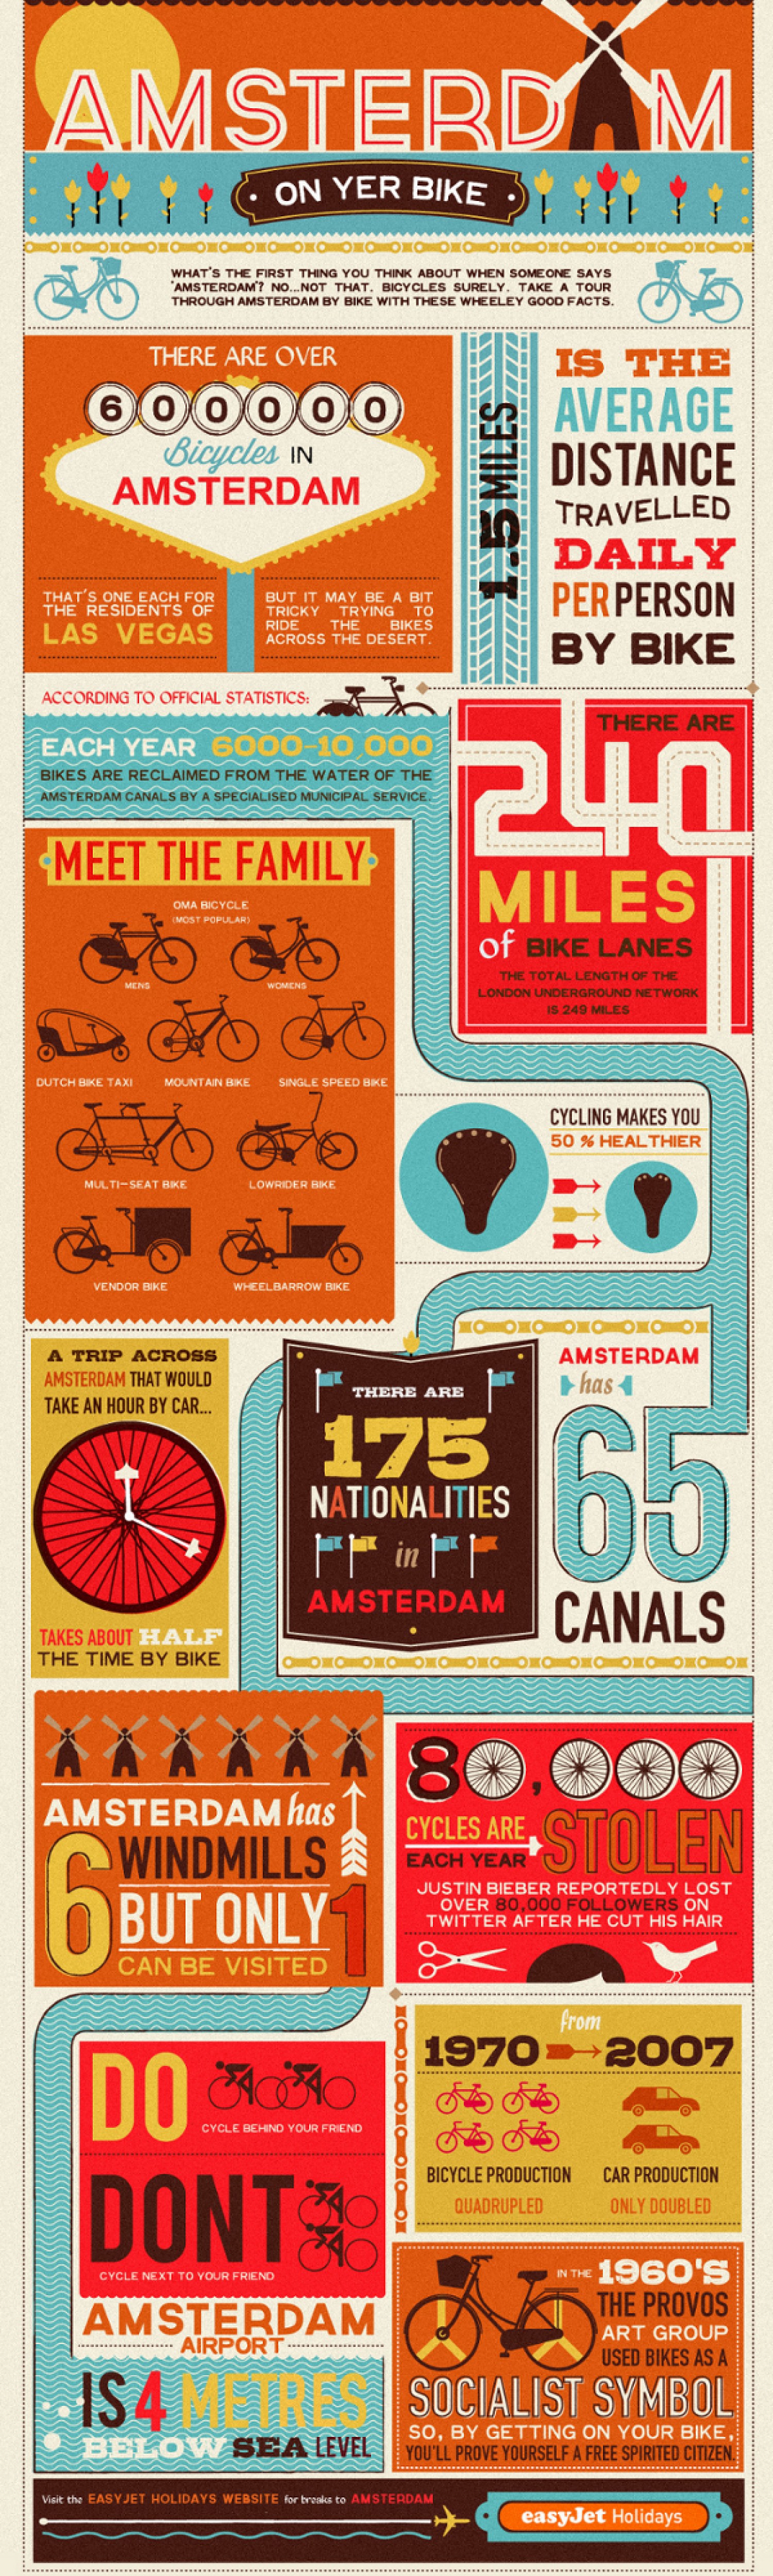 AMSTERDAM
ON YER BIKE
WHAT'S THE FIRST THING YOU THINK ABOUT WHEN SOMEONE SAYS
'AMSTERDAM'? NO...NOT THAT. BICYCLES SURELY. TAKE A TOUR
THROUGH AMSTERDAM BY BIKE WITH THESE WHEELEY GOOD FACTS.
THERE ARE OVER
600000
Bicycles IN
AMSTERDAM
THAT'S ONE EACH FOR
THE RESIDENTS OF
LAS VEGAS
BUT IT MAY BE A BIT
TRICKY TRYING TO
RIDE THE BIKES
ACROSS THE DESERT.
1.5 MILES
IS THE
AVERAGE
DISTANCE
TRAVELLED
DAILY
PER PERSON
BY BIKE
ACCORDING TO OFFICIAL STATISTICS:
EACH YEAR 6000-10,000
BIKES ARE RECLAIMED FROM THE WATER OF THE
AMSTERDAM CANALS BY A SPECIALISED MUNICIPAL SERVICE.
THERE ARE
240
MILES
of BIKE LANES
THE TOTAL LENGTH OF THE
LONDON UNDERGROUND NETWORK
IS 249 MILES
MEET THE FAMILY
OMA BICYCLE
(MOST POPULAR)
MENS
WOMENS
DUTCH BIKE TAXI
MOUNTAIN BIKE
SINGLE SPEED BIKE
MULTI-SEAT BIKE
LOWRIDER BIKE
VENDOR BIKE
WHEELBARROW BIKE
CYCLING MAKES YOU
50 % HEALTHIER
A TRIP ACROSS
AMSTERDAM THAT WOULD
TAKE AN HOUR BY CAR...
TAKES ABOUT HALF
THE TIME BY BIKE
THERE ARE
175
NATIONALITIES
in
AMSTERDAM
AMSTERDAM
has
65
CANALS
AMSTERDAM has
6 WINDMILLS
BUT ONLY 1
CAN BE VISITED
80,000
CYCLES ARE STOLEN
EACH YEAR
JUSTIN BIEBER REPORTEDLY LOST
OVER 80,000 FOLLOWERS ON
TWITTER AFTER HE CUT HIS HAIR
DO
CYCLE BEHIND YOUR FRIEND
DONT
CYCLE NEXT TO YOUR FRIEND
from
1970 2007
BICYCLE PRODUCTION
QUADRUPLED
CAR PRODUCTION
ONLY DOUBLED
AMSTERDAM
AIRPORT
IS 4 METRES
BELOW SEA LEVEL
IN THE 1960'S
THE PROVOS
ART GROUP
USED BIKES AS A
SOCIALIST SYMBOL
SO, BY GETTING ON YOUR BIKE,
YOU'LL PROVE YOURSELF A FREE SPIRITED CITIZEN.
Visit the EASYJET HOLIDAYS WEBSITE for breaks to AMSTERDAM
easyJet Holidays